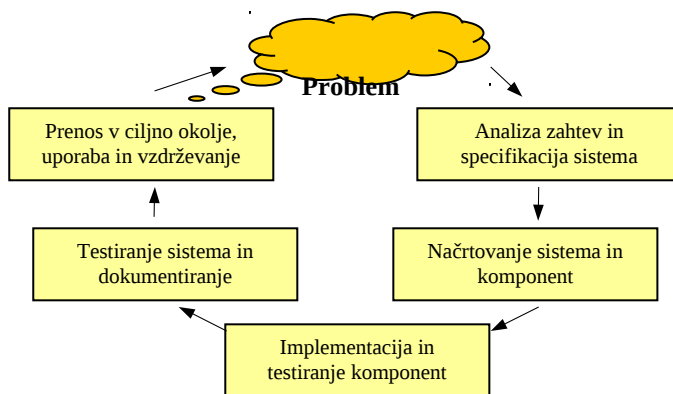 Problem
Prenos v ciljno okolje,
uporaba in vzdrževanje
Analiza zahtev in
specifikacija sistema
Testiranje sistema in
dokumentiranje
Načrtovanje sistema in
komponent
Implementacija in
testiranje komponent